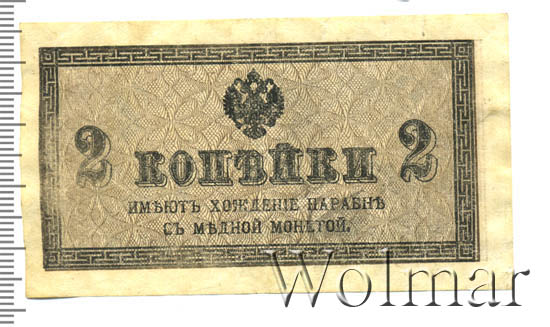 2 КОПѢЙКИ 2
ИМѢЮТЪ ХОЖДЕНІЕ НАРАВНѢ
СЪ МѢДНОЙ МОНЕТОЙ.
Wolmar